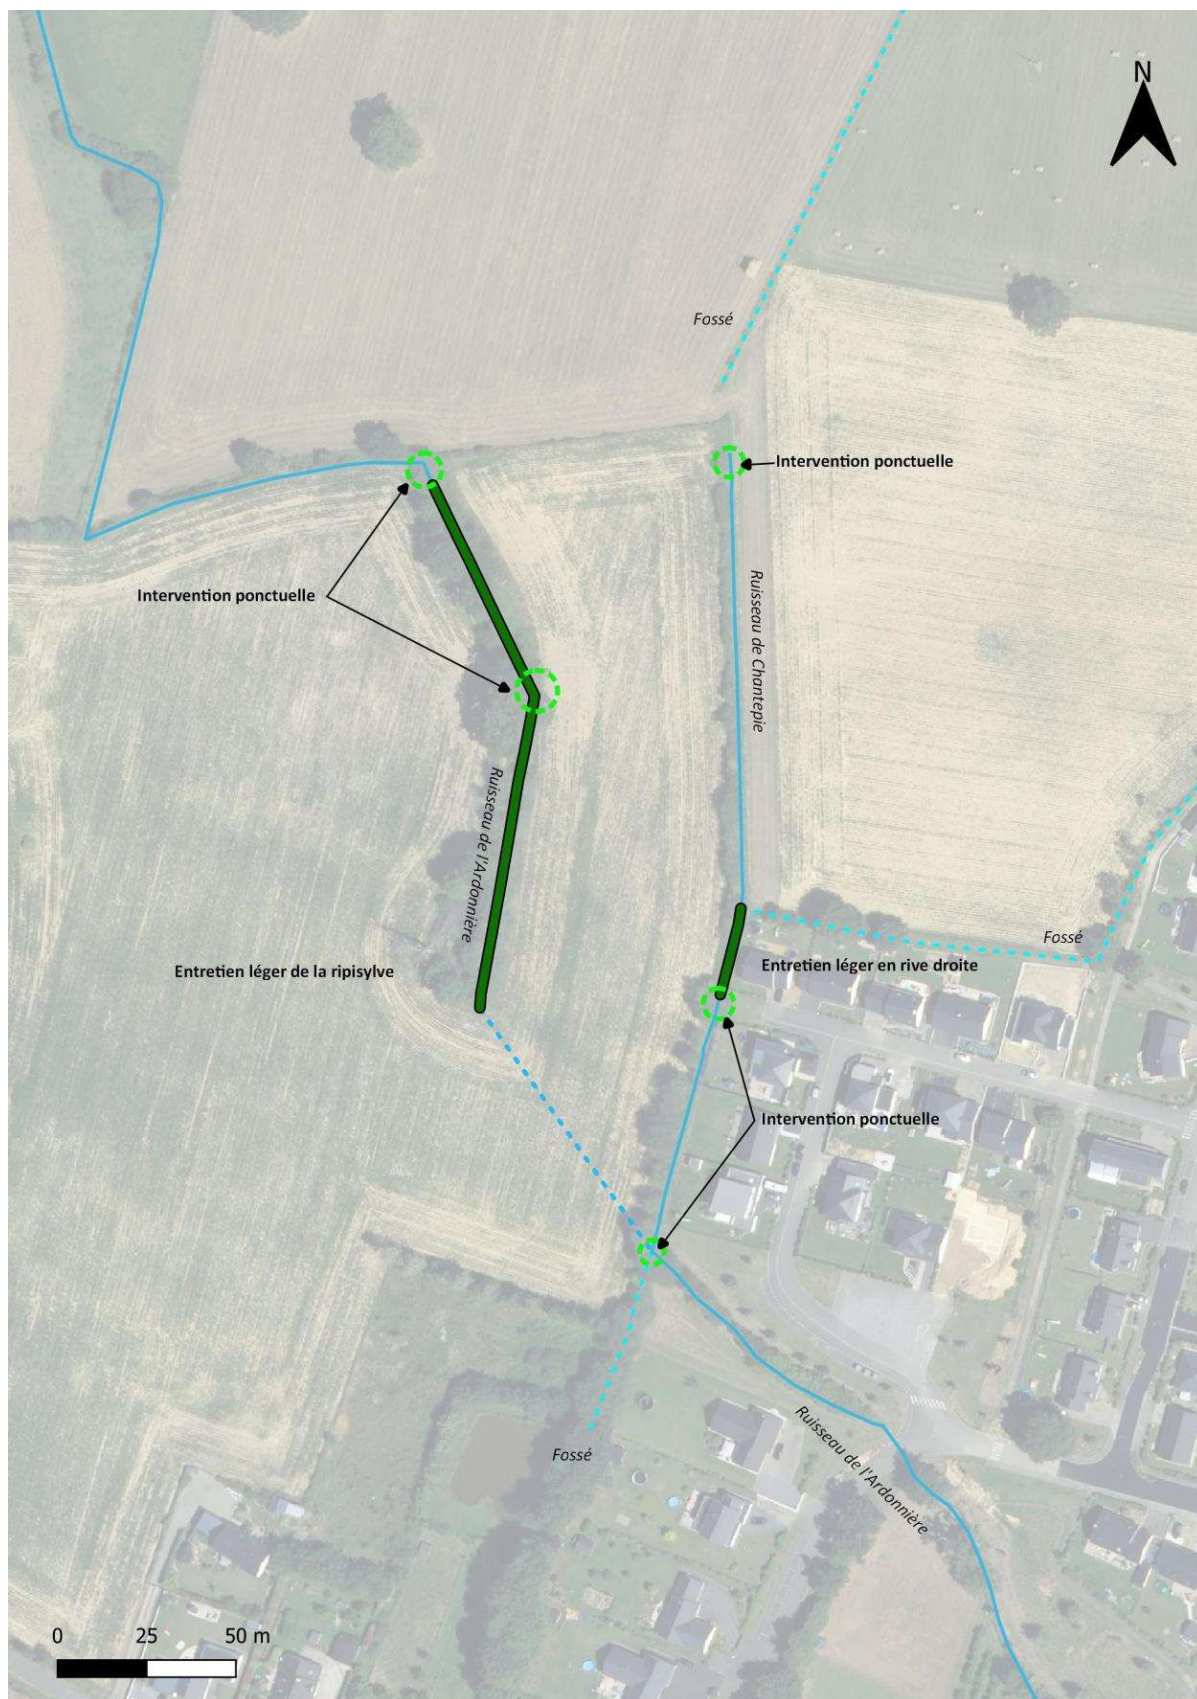 N
Fossé
Intervention ponctuelle
Intervention ponctuelle
Ruisseau de Chantepie
Ruisseau de l'Ardonnière
Fossé
Entretien léger de la ripisylve
Entretien léger en rive droite
Intervention ponctuelle
Ruisseau de l'Ardonnière
Fossé
0 25 50 m